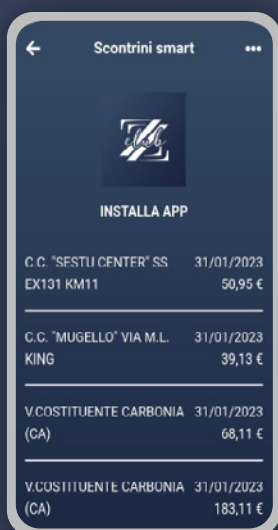 Scontrini smart
club
INSTALLA APP
C.C. "SESTU CENTER" SS 31/01/2023
EX131 KM11 50,95 €
C.C. "MUGELLO" VIA M.L. 31/01/2023
KING 39,13 €
V.COSTITUENTE CARBONIA 31/01/2023
(CA) 68,11 €
V.COSTITUENTE CARBONIA 31/01/2023
(CA) 183,11 €